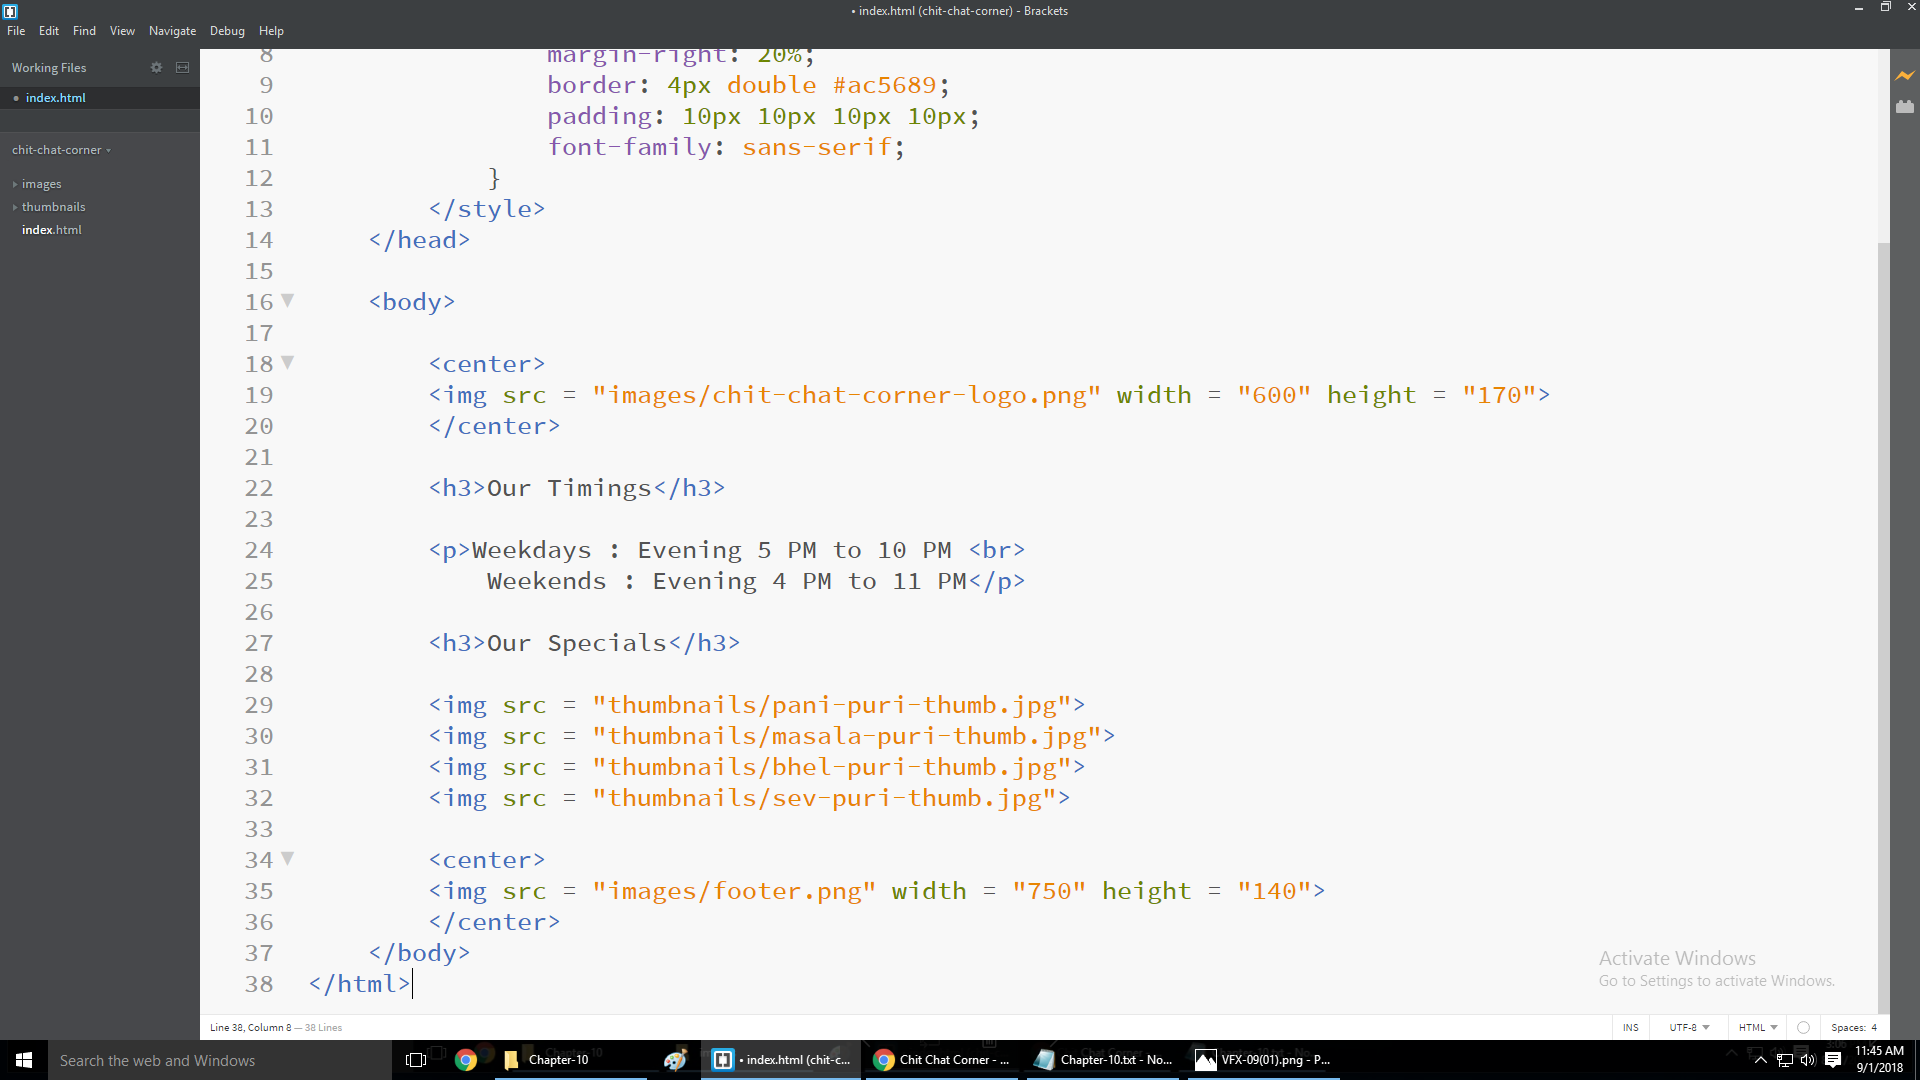 • index.html (chit-chat-corner) - Brackets
File Edit Find View Navigate Debug Help
Working Files
• index.html
chit-chat-corner
images
thumbnails
index.html
8 margin-right: 20%;
9 border: 4px double #ac5689;
10 padding: 10px 10px 10px 10px;
11 font-family: sans-serif;
12 }
13 </style>
14 </head>
15
16 <body>
17
18 <center>
19 <img src = "images/chit-chat-corner-logo.png" width = "600" height = "170">
20 </center>
21
22 <h3>Our Timings</h3>
23
24 <p>Weekdays : Evening 5 PM to 10 PM <br>
25 Weekends : Evening 4 PM to 11 PM</p>
26
27 <h3>Our Specials</h3>
28
29 <img src = "thumbnails/pani-puri-thumb.jpg">
30 <img src = "thumbnails/masala-puri-thumb.jpg">
31 <img src = "thumbnails/bhel-puri-thumb.jpg">
32 <img src = "thumbnails/sev-puri-thumb.jpg">
33
34 <center>
35 <img src = "images/footer.png" width = "750" height = "140">
36 </center>
37 </body>
38 </html>
Activate Windows
Go to Settings to activate Windows.
Line 38, Column 8 — 38 Lines
INS UTF-8 HTML Spaces: 4
Search the web and Windows
Chapter-10
• index.html (chit-c...
Chit Chat Corner - ...
Chapter-10.txt - No...
VFX-09(01).png - P...
11:45 AM
9/1/2018